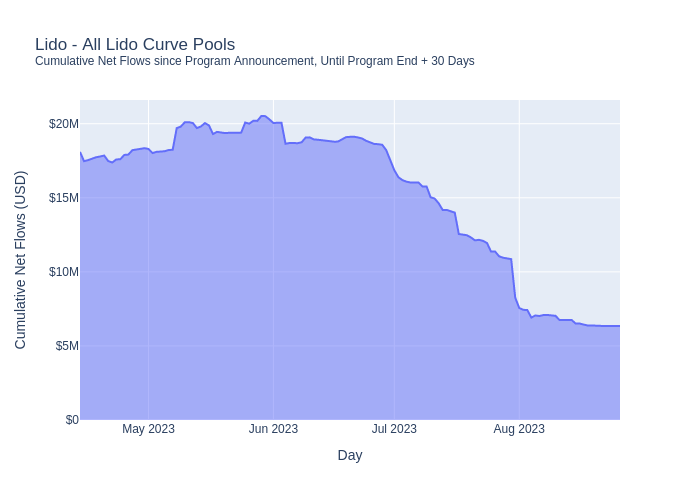 Lido - All Lido Curve Pools
Cumulative Net Flows since Program Announcement, Until Program End + 30 Days
Cumulative Net Flows (USD)
$20M
$15M
$10M
$5M
$0
May 2023
Jun 2023
Jul 2023
Aug 2023
Day